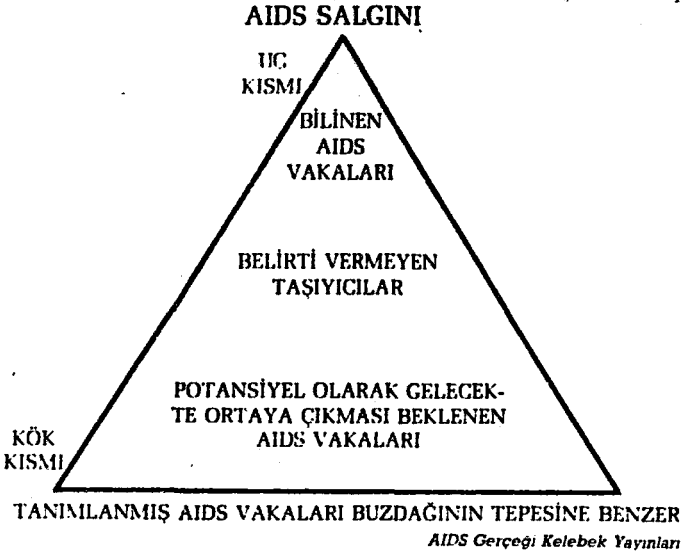 AIDS SALGINI
UÇ
KISMI
BİLİNEN
AIDS
VAKALARI
BELİRTİ VERMEYEN
TAŞIYICILAR
POTANSİYEL OLARAK GELECEK-
TE ORTAYA ÇIKMASI BEKLENEN
AIDS VAKALARI
KÖK
KISMI
TANIMLANMIŞ AIDS VAKALARI BUZDAĞININ TEPESİNE BENZER
AIDS Gerçeği Kelebek Yayınları